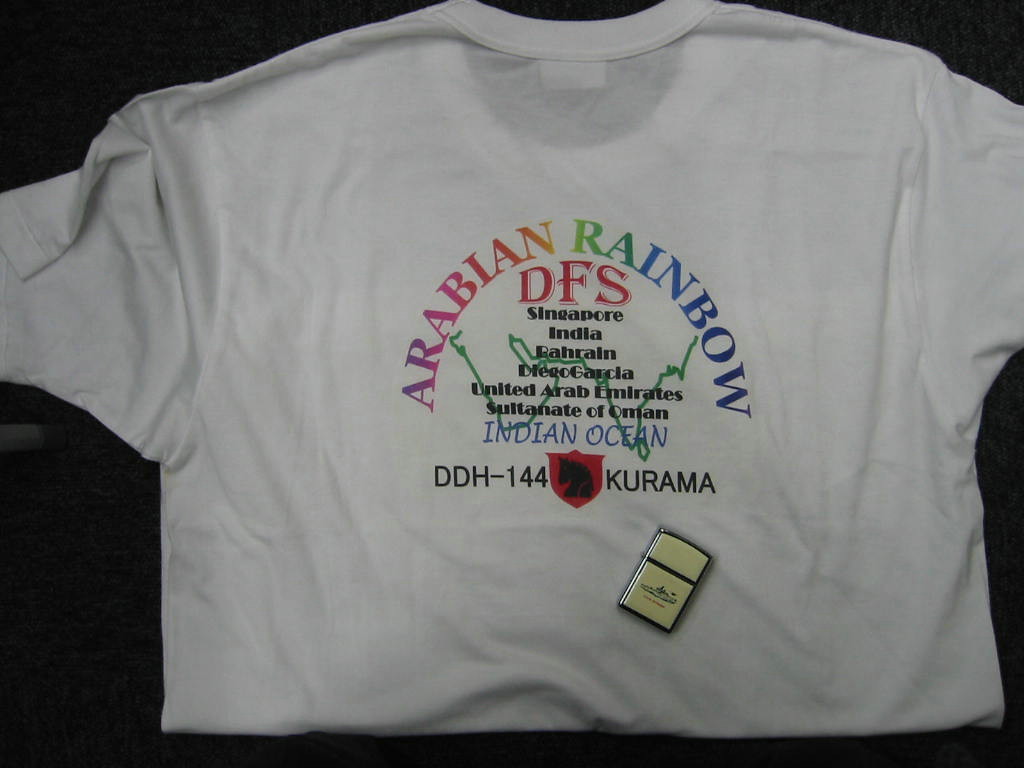 ARABIAN RAINBOW
DFS
Singapore
India
Bahrain
DiegoGarcia
United Arab Emirates
Sultanate of Oman
INDIAN OCEAN
DDH-144 KURAMA